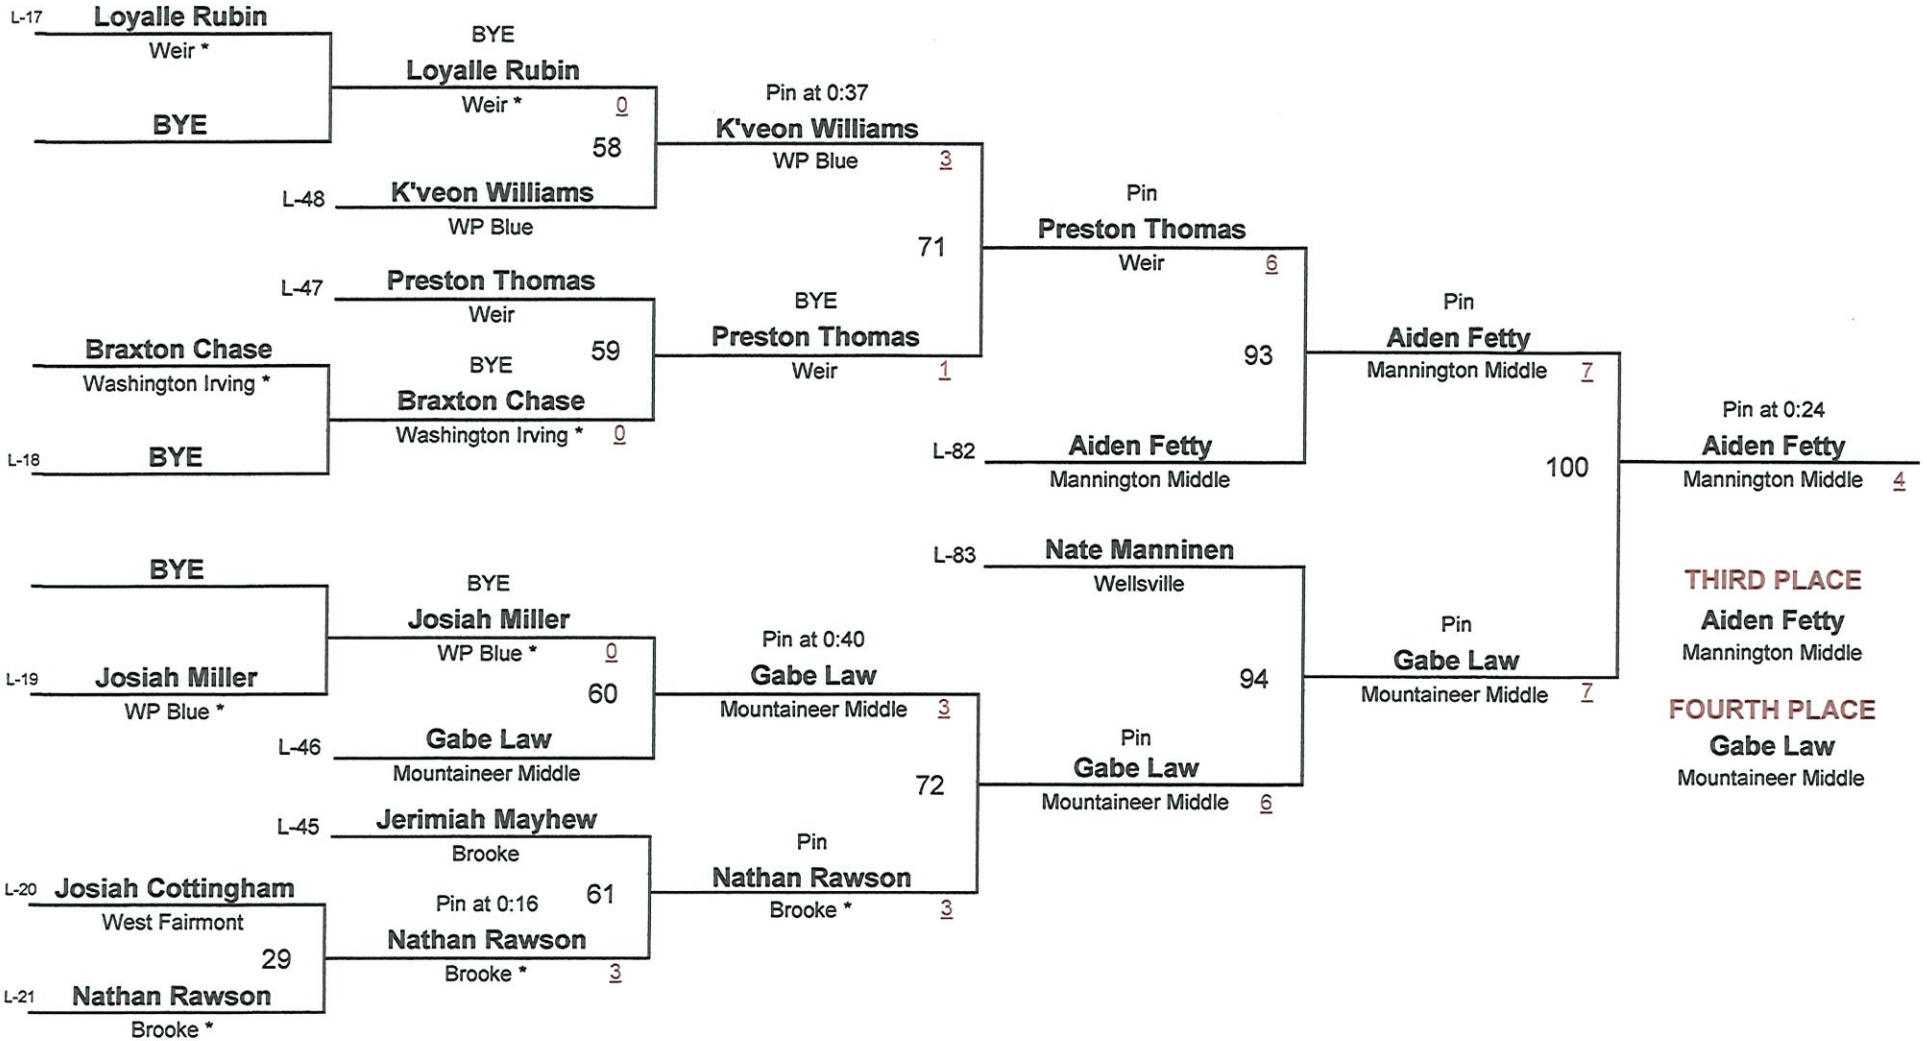 L-17 Loyalle Rubin
Weir *
BYE
BYE
Loyalle Rubin
Weir * 0
58
L-48 K'veon Williams
WP Blue
Pin at 0:37
K'veon Williams
WP Blue 3
L-47 Preston Thomas
Weir
59
Braxton Chase
Washington Irving *
L-18 BYE
BYE
Braxton Chase
Washington Irving * 0
BYE
Preston Thomas
Weir 1
71
Pin
Preston Thomas
Weir 6
93
L-82 Aiden Fetty
Mannington Middle
Pin
Aiden Fetty
Mannington Middle 7
100
Pin at 0:24
Aiden Fetty
Mannington Middle 4
BYE
L-19 Josiah Miller
WP Blue *
BYE
Josiah Miller
WP Blue * 0
60
L-46 Gabe Law
Mountaineer Middle
Pin at 0:40
Gabe Law
Mountaineer Middle 3
L-45 Jerimiah Mayhew
Brooke
61
L-20 Josiah Cottingham
West Fairmont
29
L-21 Nathan Rawson
Brooke *
Pin at 0:16
Nathan Rawson
Brooke * 3
Pin
Nathan Rawson
Brooke * 3
72
L-83 Nate Manninen
Wellsville
94
Pin
Gabe Law
Mountaineer Middle 6
Pin
Gabe Law
Mountaineer Middle 7
THIRD PLACE
Aiden Fetty
Mannington Middle
FOURTH PLACE
Gabe Law
Mountaineer Middle